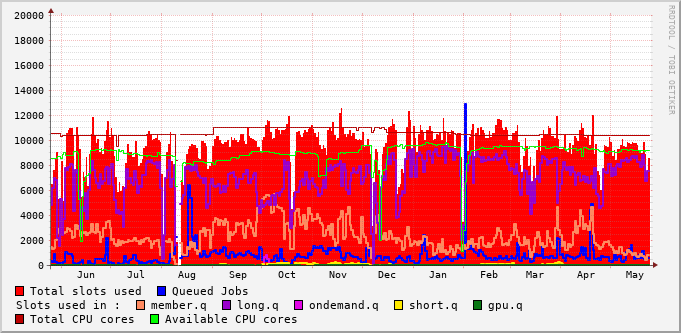 20000
18000
16000
14000
12000
10000
8000
6000
4000
2000
0
Jun Jul Aug Sep Oct Nov Dec Jan Feb Mar Apr May
RRDTOOL / TOBI OETIKER
Total slots used Queued Jobs
Slots used in : member.q long.q ondemand.q short.q gpu.q
Total CPU cores Available CPU cores